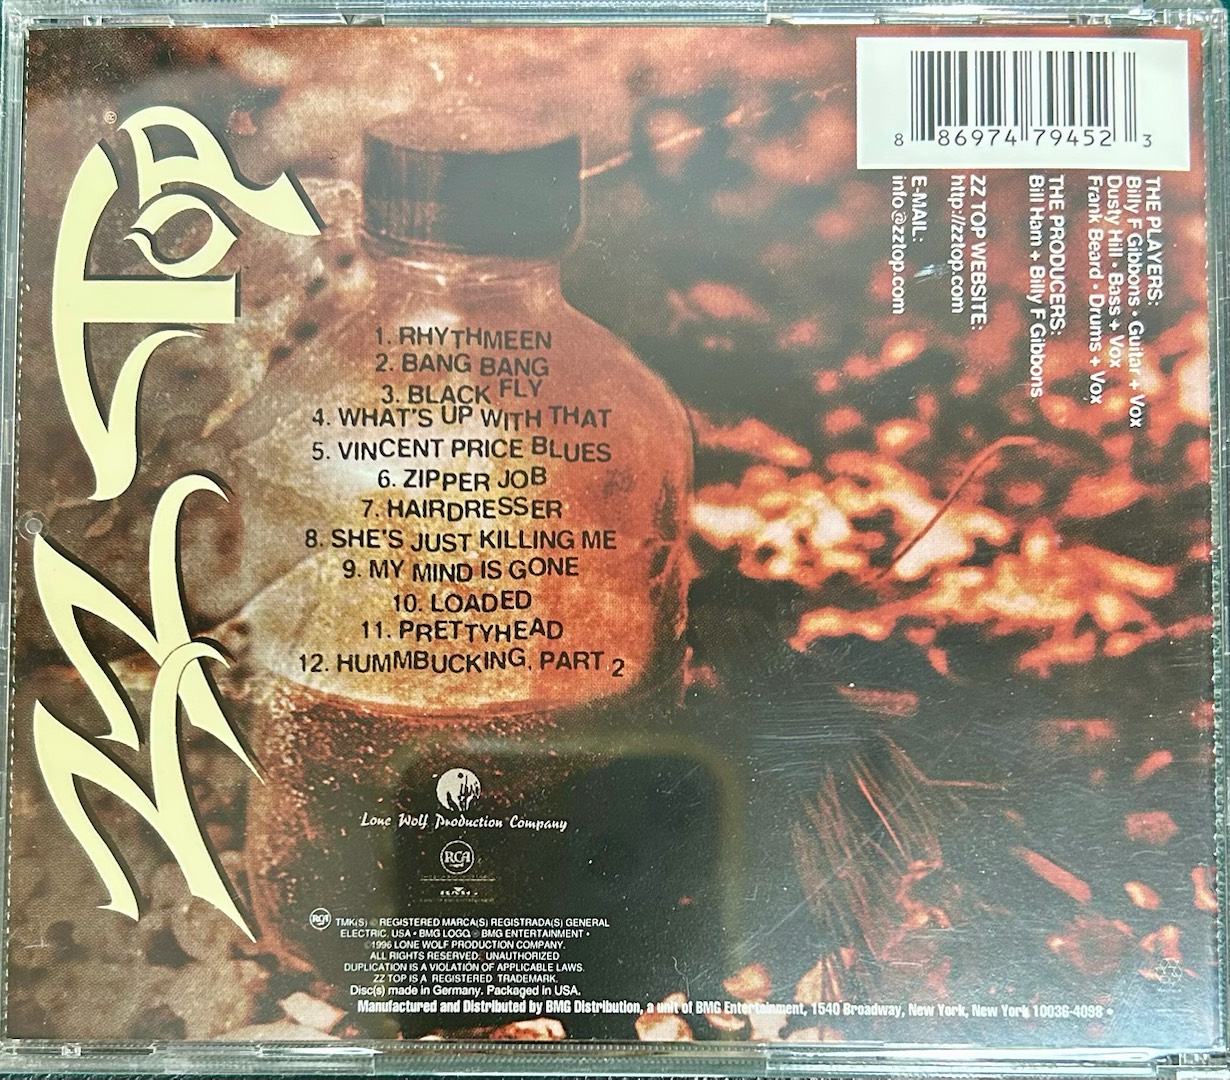 ZZ TOP®
8 86974 79452 3
THE PLAYERS:
Billy F Gibbons • Guitar + Vox
Dusty Hill • Bass + Vox
Frank Beard • Drums + Vox
THE PRODUCERS:
Bill Ham + Billy F Gibbons
ZZ TOP WEBSITE:
http://zztop.com
E-MAIL:
info@zztop.com
1. RHYTHMEEN
2. BANG BANG
3. BLACK FLY
4. WHAT'S UP WITH THAT
5. VINCENT PRICE BLUES
6. ZIPPER JOB
7. HAIRDRESSER
8. SHE'S JUST KILLING ME
9. MY MIND IS GONE
10. LOADED
11. PRETTYHEAD
12. HUMMBUCKING, PART 2
Lone Wolf Production Company
RCA
RCA TMK(S) ® REGISTERED MARCA(S) REGISTRADA(S) GENERAL
ELECTRIC, USA • BMG LOGO ® BMG ENTERTAINMENT •
©1996 LONE WOLF PRODUCTION COMPANY.
ALL RIGHTS RESERVED. UNAUTHORIZED
DUPLICATION IS A VIOLATION OF APPLICABLE LAWS.
ZZ TOP IS A REGISTERED TRADEMARK.
Disc(s) made in Germany. Packaged in USA.
Manufactured and Distributed by BMG Distribution, a unit of BMG Entertainment, 1540 Broadway, New York, New York 10036-4098 •